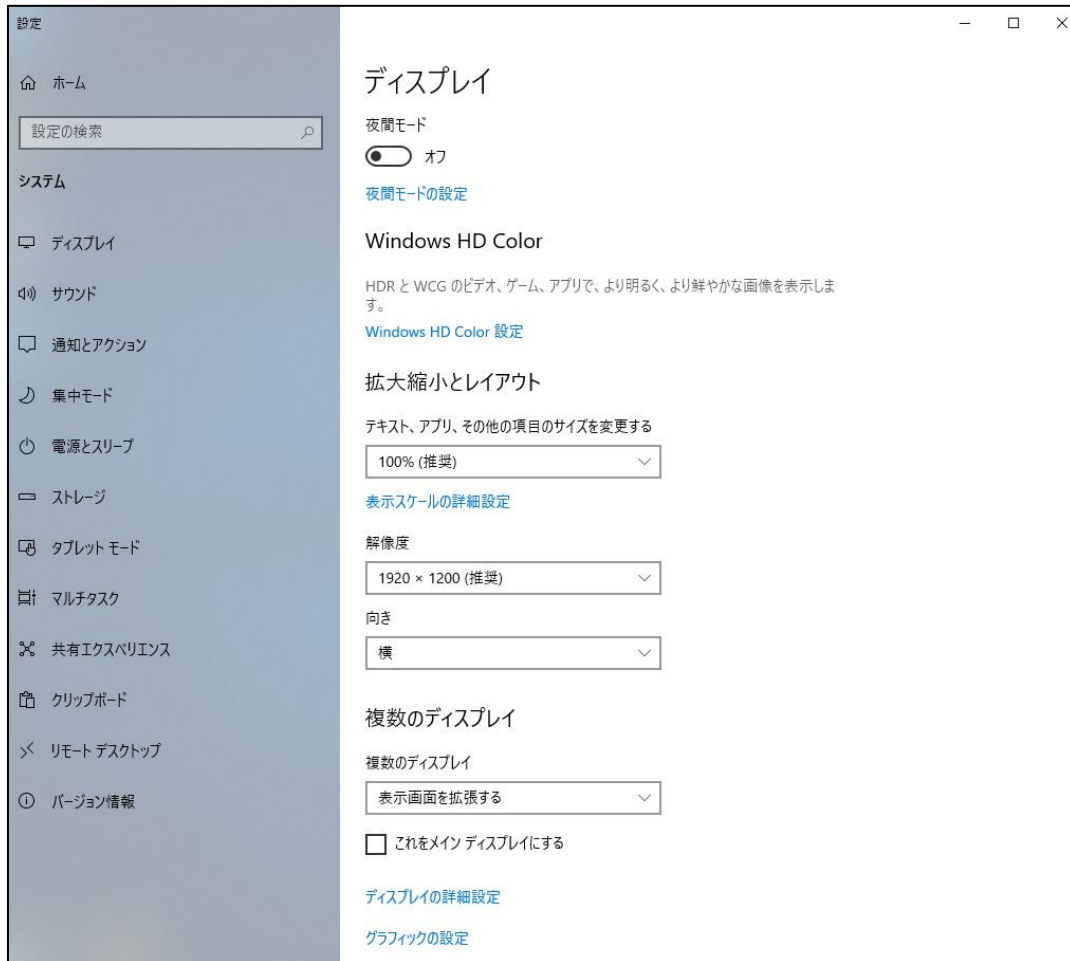 設定
ホーム
設定の検索
システム
ディスプレイ
サウンド
通知とアクション
集中モード
電源とスリープ
ストレージ
タブレット モード
マルチタスク
共有エクスペリエンス
クリップボード
リモート デスクトップ
バージョン情報
ディスプレイ
夜間モード
オフ
夜間モードの設定
Windows HD Color
HDR と WCG のビデオ、ゲーム、アプリで、より明るく、より鮮やかな画像を表示しま
す。
Windows HD Color 設定
拡大縮小とレイアウト
テキスト、アプリ、その他の項目のサイズを変更する
100% (推奨)
表示スケールの詳細設定
解像度
1920 × 1200 (推奨)
向き
横
複数のディスプレイ
複数のディスプレイ
表示画面を拡張する
これをメイン ディスプレイにする
ディスプレイの詳細設定
グラフィックの設定